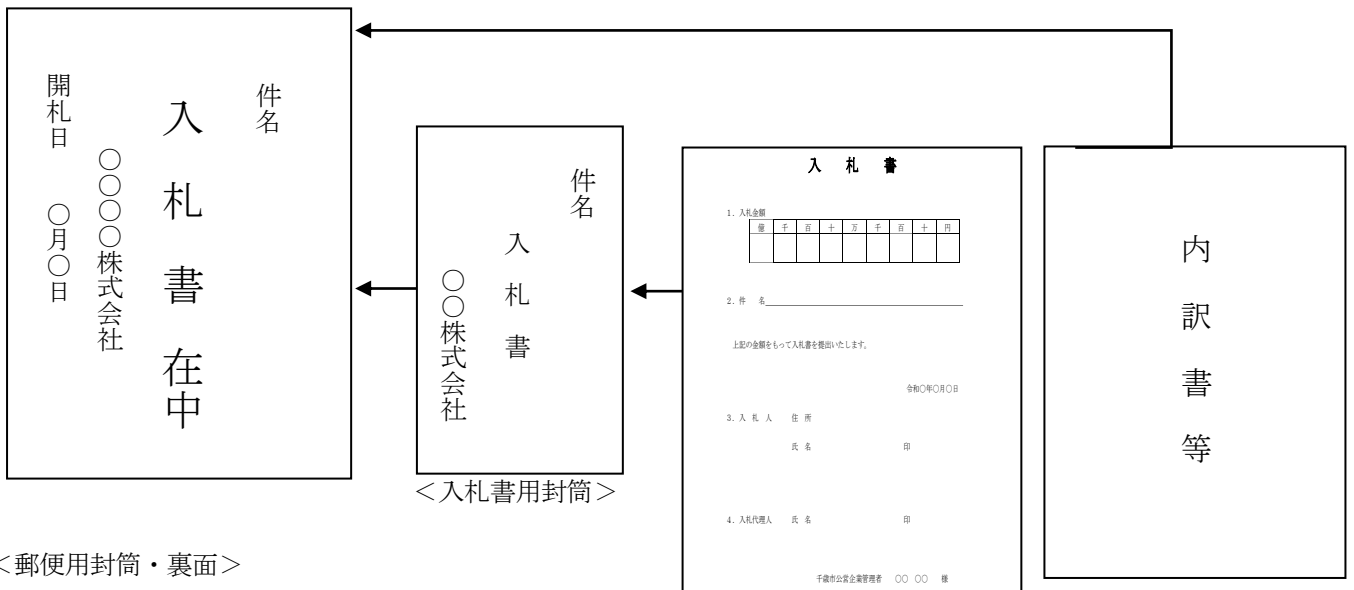 件名
入札書在中
○○○○株式会社
開札日　○月○日
件名
入札書
○○株式会社
＜入札書用封筒＞
入 札 書
1．入札金額
億 千 百 十 万 千 百 十 円
2．件　名
上記の金額をもって入札書を提出いたします。
令和○年○月○日
3．入 札 人　住 所
氏 名　印
4．入札代理人　氏 名　印
千歳市公営企業管理者　○○ ○○　様
内訳書等
＜郵便用封筒・裏面＞